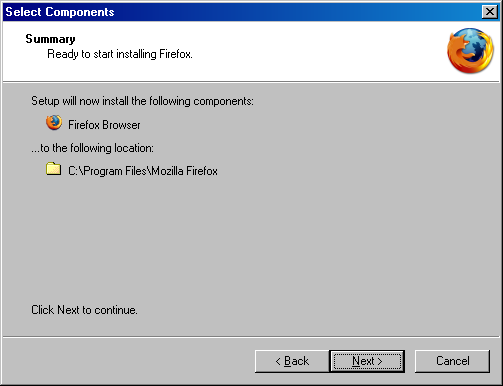 Select Components
Summary
Ready to start installing Firefox.
Setup will now install the following components:
Firefox Browser
...to the following location:
C:\Program Files\Mozilla Firefox
Click Next to continue.
< Back
Next >
Cancel